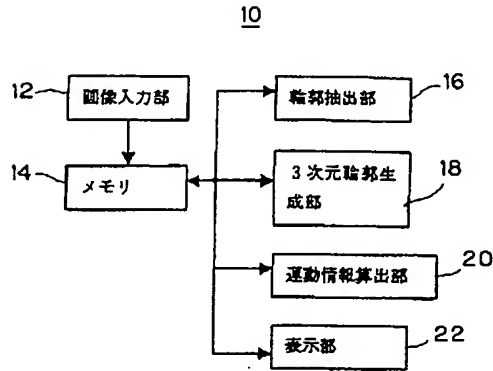 10
12
画像入力部
14
メモリ
輪郭抽出部
16
3次元輪郭生
成部
18
運動情報算出部
20
表示部
22